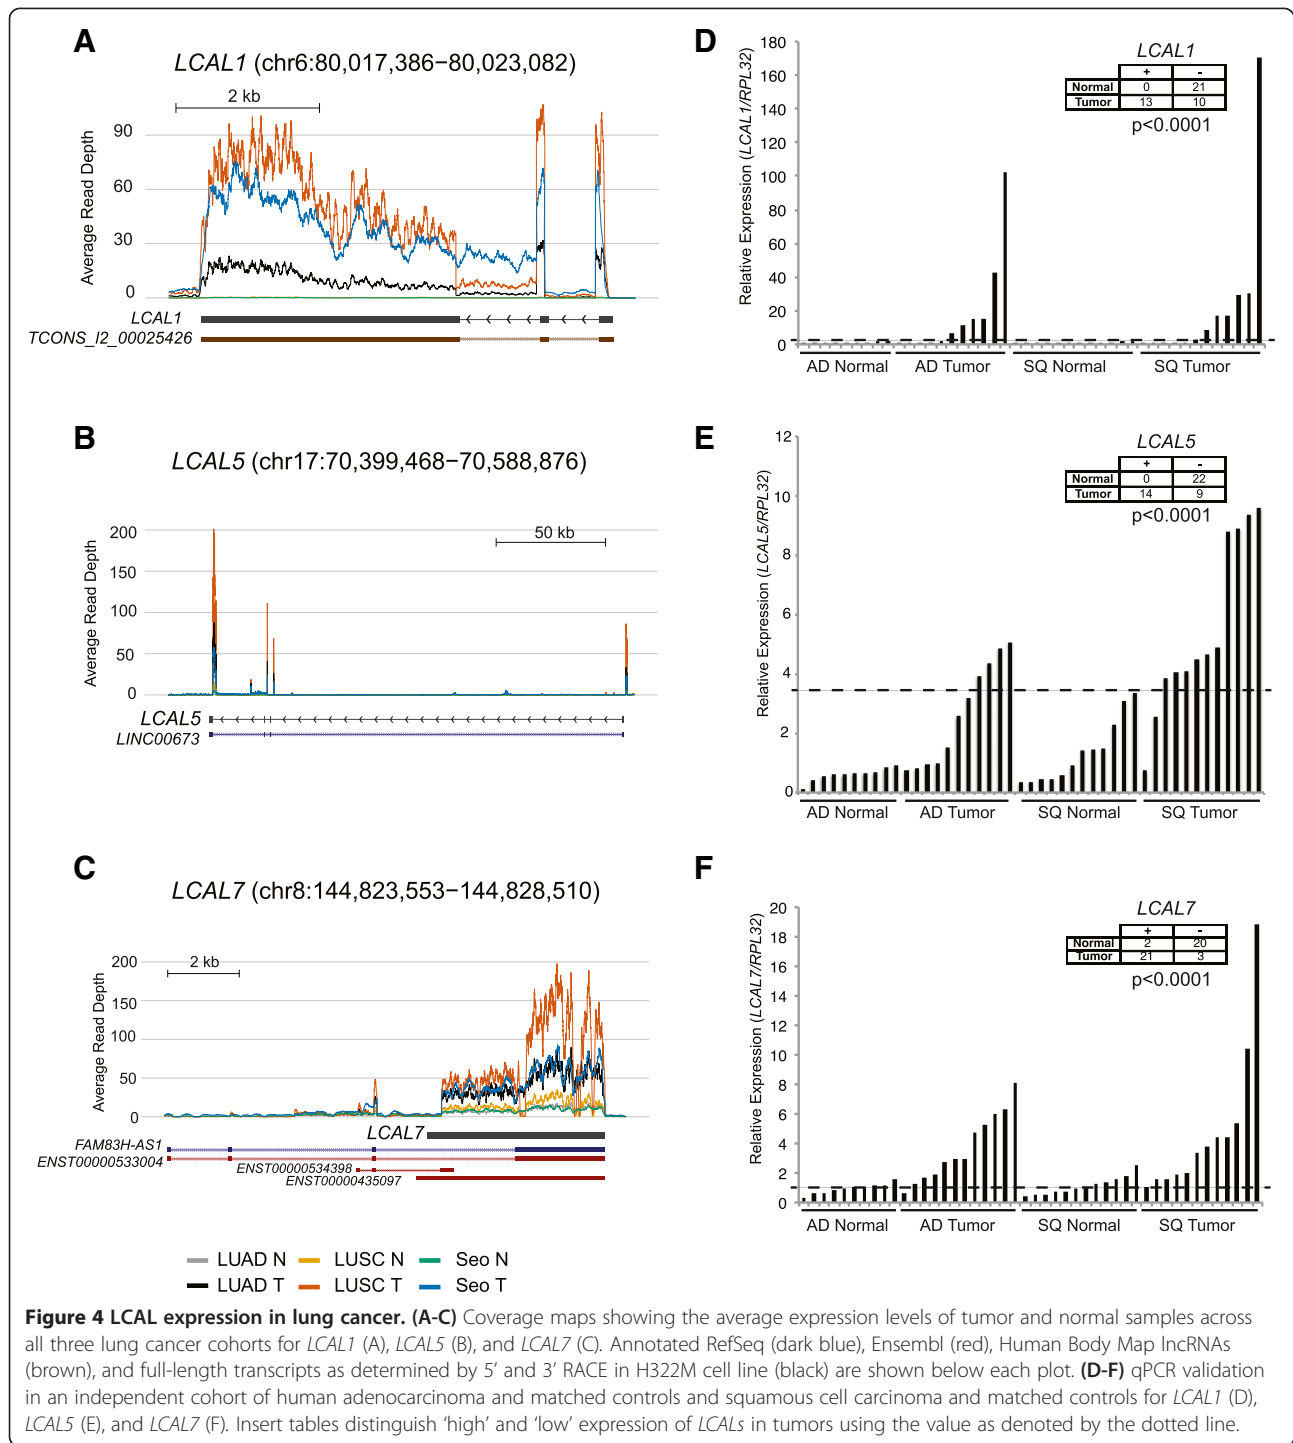 A
LCAL1 (chr6:80,017,386−80,023,082)
2 kb
Average Read Depth
90
60
30
0
LCAL1
TCONS_I2_00025426
B
LCAL5 (chr17:70,399,468−70,588,876)
50 kb
Average Read Depth
200
150
100
50
0
LCAL5
LINC00673
C
LCAL7 (chr8:144,823,553−144,828,510)
2 kb
Average Read Depth
200
150
100
50
0
LCAL7
FAM83H-AS1
ENST00000533004
ENST00000534398
ENST00000435097
LUAD N LUSC N Seo N
LUAD T LUSC T Seo T
D
LCAL1
+ -
Normal 0 21
Tumor 13 10
p<0.0001
Relative Expression (LCAL1/RPL32)
180
160
140
120
100
80
60
40
20
0
AD Normal AD Tumor SQ Normal SQ Tumor
E
LCAL5
+ -
Normal 0 22
Tumor 14 9
p<0.0001
Relative Expression (LCAL5/RPL32)
12
10
8
6
4
2
0
AD Normal AD Tumor SQ Normal SQ Tumor
F
LCAL7
+ -
Normal 2 20
Tumor 21 3
p<0.0001
Relative Expression (LCAL7/RPL32)
20
18
16
14
12
10
8
6
4
2
0
AD Normal AD Tumor SQ Normal SQ Tumor
Figure 4 LCAL expression in lung cancer. (A-C) Coverage maps showing the average expression levels of tumor and normal samples across
all three lung cancer cohorts for LCAL1 (A), LCAL5 (B), and LCAL7 (C). Annotated RefSeq (dark blue), Ensembl (red), Human Body Map lncRNAs
(brown), and full-length transcripts as determined by 5’ and 3’ RACE in H322M cell line (black) are shown below each plot. (D-F) qPCR validation
in an independent cohort of human adenocarcinoma and matched controls and squamous cell carcinoma and matched controls for LCAL1 (D),
LCAL5 (E), and LCAL7 (F). Insert tables distinguish ‘high’ and ‘low’ expression of LCALs in tumors using the value as denoted by the dotted line.